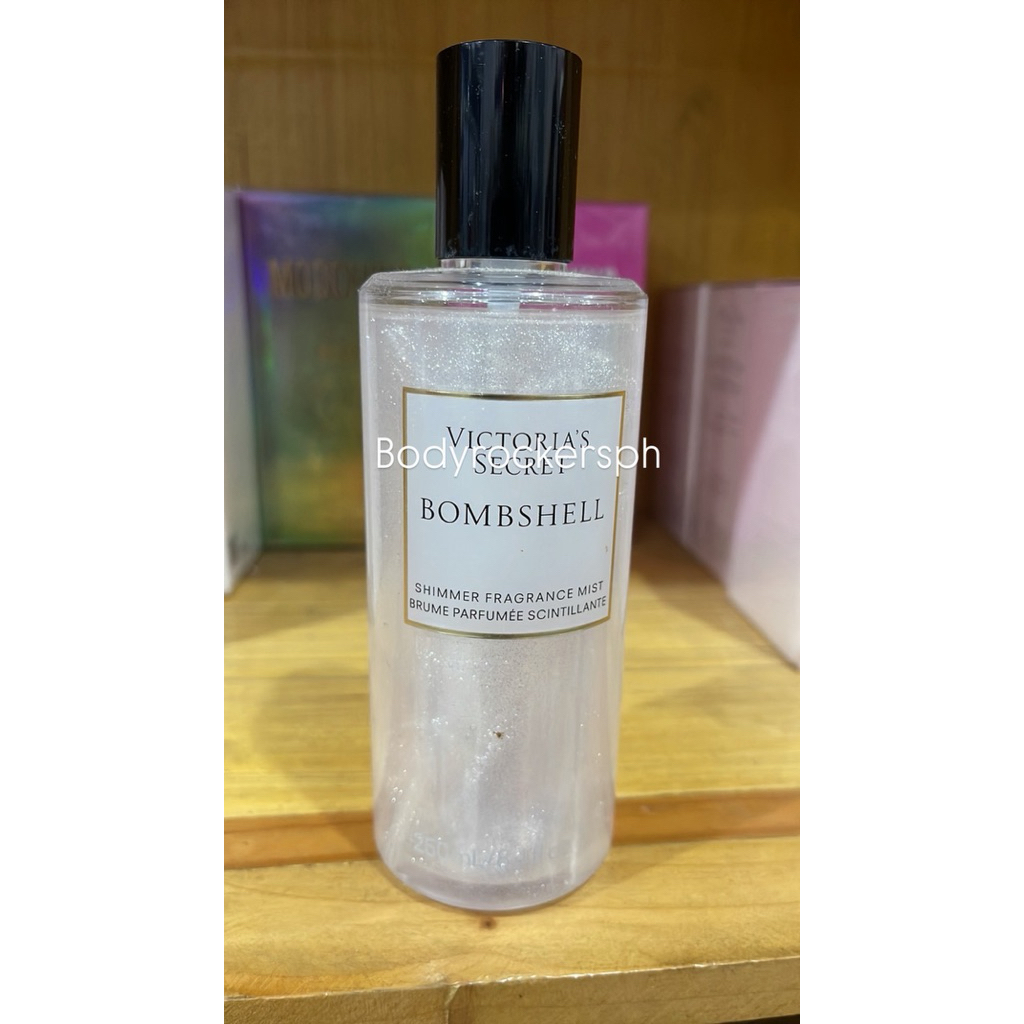 VICTORIA'S
SECRET
Bodyrockersph
BOMBSHELL
SHIMMER FRAGRANCE MIST
BRUME PARFUMÉE SCINTILLANTE